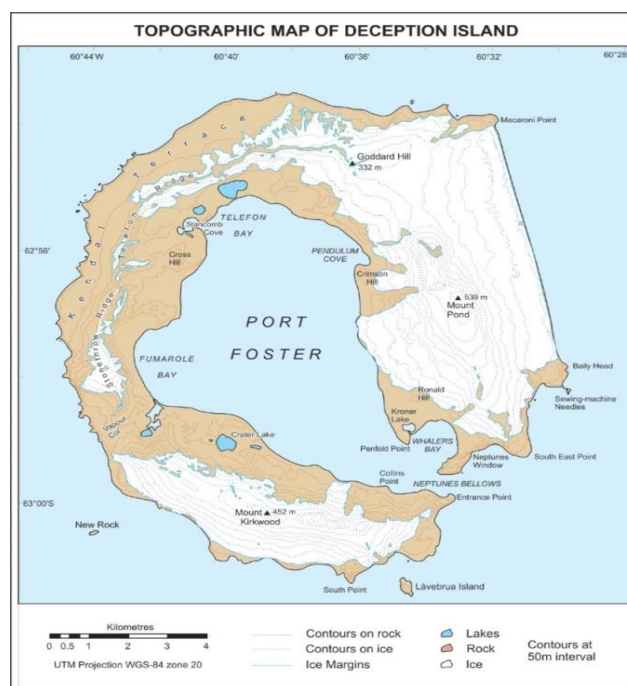 TOPOGRAPHIC MAP OF DECEPTION ISLAND
60°44'W
60°40'
60°36'
60°32'
60°28'
Macaroni Point
Kendal Terrace
Telefon Ridge
Goddard Hill
332 m
TELEFON
BAY
Stancomb
Cove
62°56'
Cross
Hill
PENDULUM
COVE
Crimson
Hill
539 m
Mount
Pond
PORT
FOSTER
Stonethrow Ridge
FUMAROLE
BAY
Baily Head
Sewing-machine
Needles
Ronald
Hill
Kroner
Lake
Vapour
Col
Crater Lake
Penfold Point
WHALERS
BAY
Neptunes
Window
South East Point
Collins
Point
NEPTUNES BELLOWS
Entrance Point
63°00'S
Mount
Kirkwood
452 m
New Rock
South Point
Lävebrua Island
Kilometres
0 0.5 1 2 3 4
UTM Projection WGS-84 zone 20
Contours on rock
Contours on ice
Ice Margins
Lakes
Rock
Ice
Contours at
50m interval